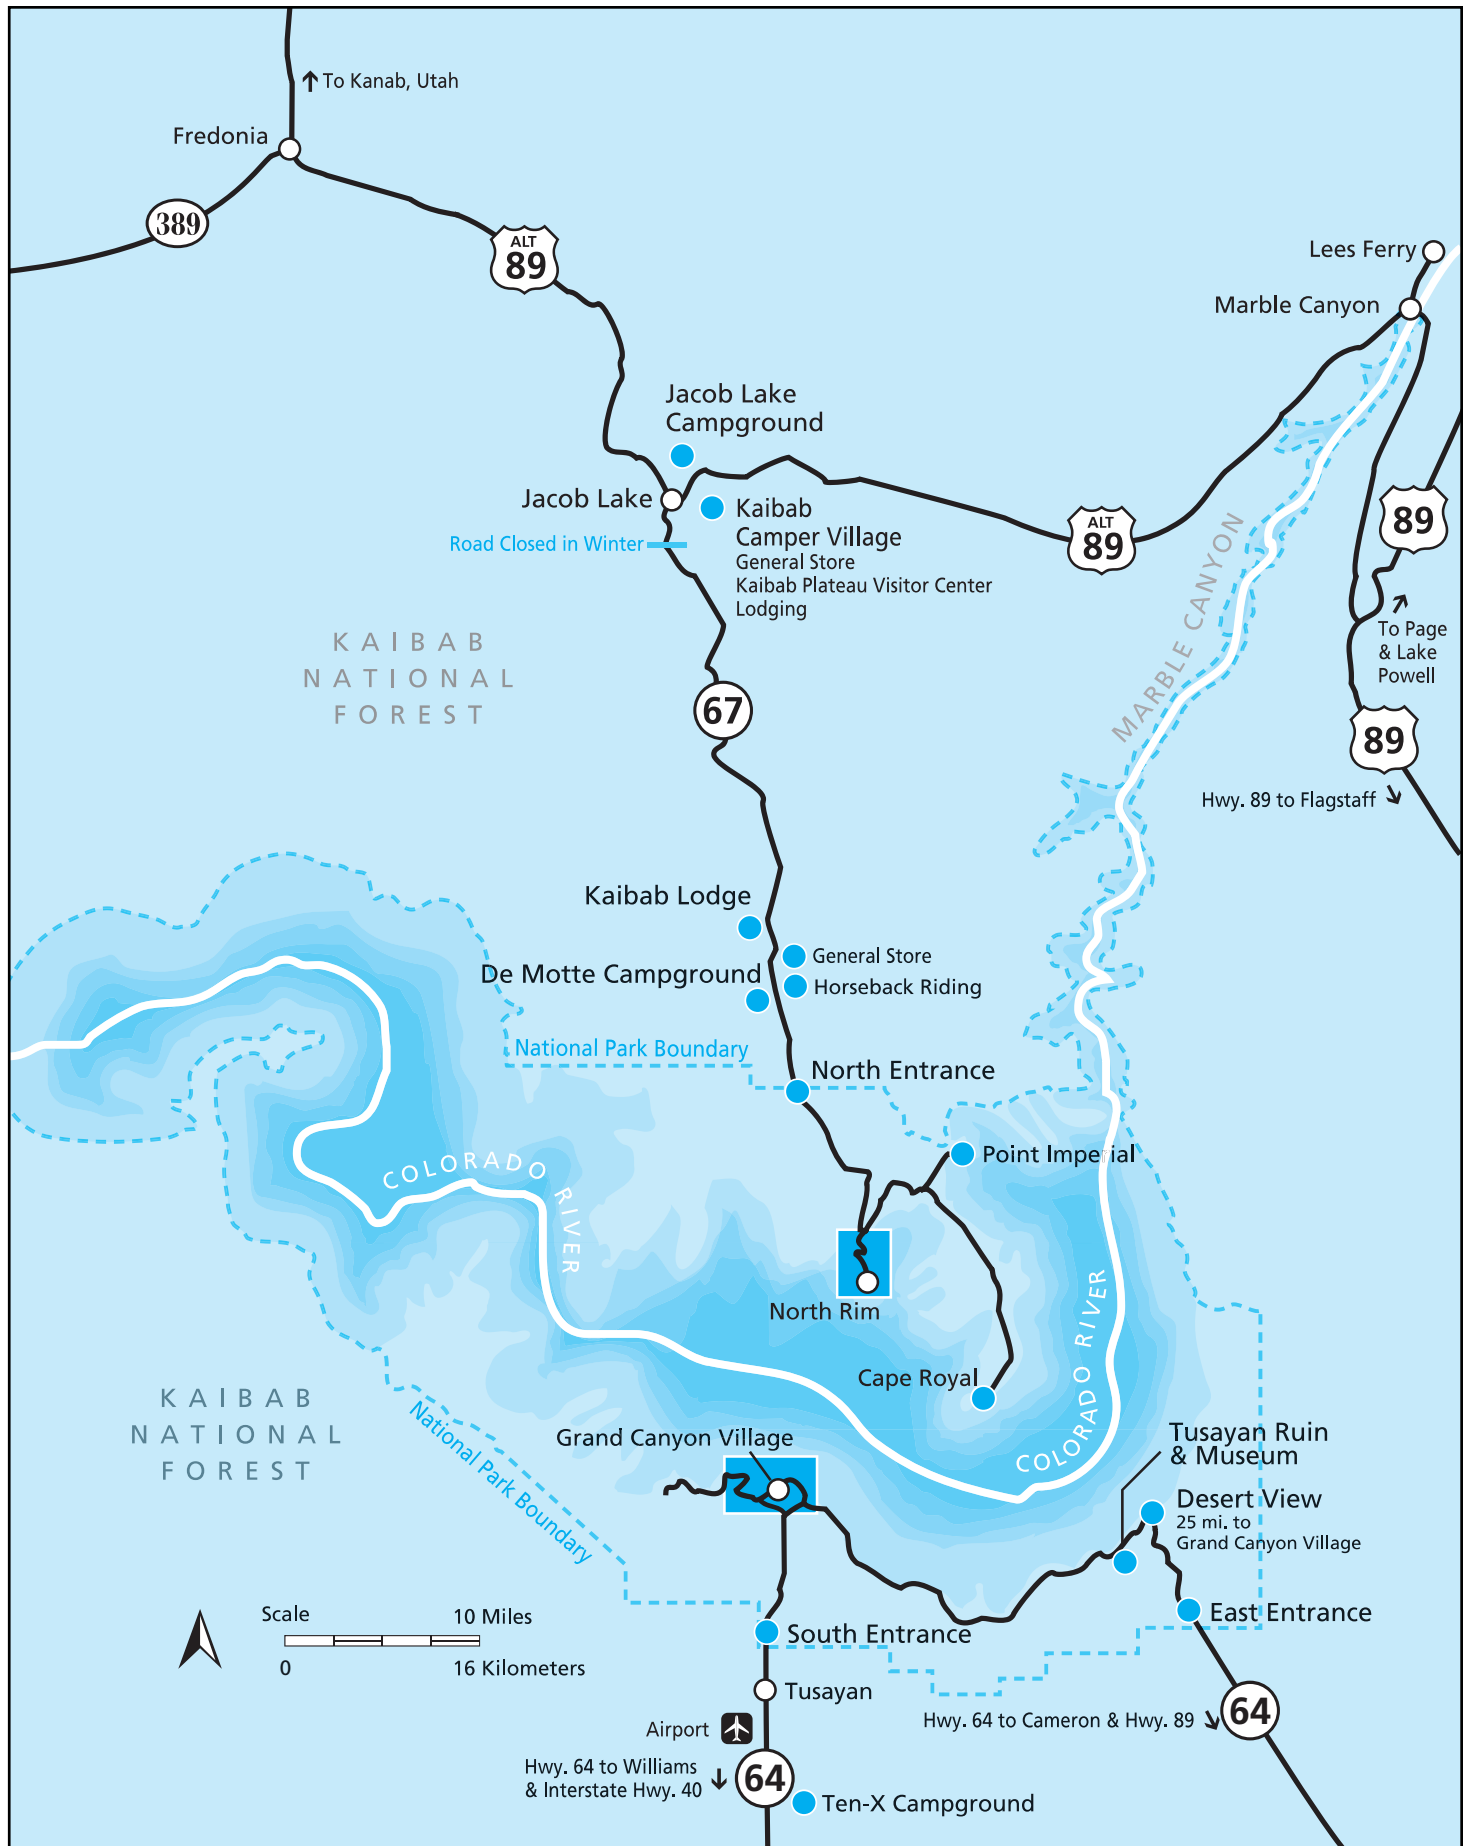 To Kanab, Utah
Fredonia
389
ALT
89
Lees Ferry
Marble Canyon
Jacob Lake
Campground
Jacob Lake
Kaibab
Camper Village
General Store
Kaibab Plateau Visitor Center
Lodging
Road Closed in Winter
ALT
89
89
MARBLE CANYON
To Page
& Lake
Powell
KAIBAB
NATIONAL
FOREST
67
89
Hwy. 89 to Flagstaff
Kaibab Lodge
General Store
De Motte Campground
Horseback Riding
National Park Boundary
North Entrance
Point Imperial
COLORADO RIVER
North Rim
COLORADO RIVER
Cape Royal
KAIBAB
NATIONAL
FOREST
National Park Boundary
Grand Canyon Village
Tusayan Ruin
& Museum
Desert View
25 mi. to
Grand Canyon Village
East Entrance
Scale
10 Miles
0
16 Kilometers
South Entrance
Tusayan
Airport
Hwy. 64 to Cameron & Hwy. 89
64
Hwy. 64 to Williams
& Interstate Hwy. 40
64
Ten-X Campground